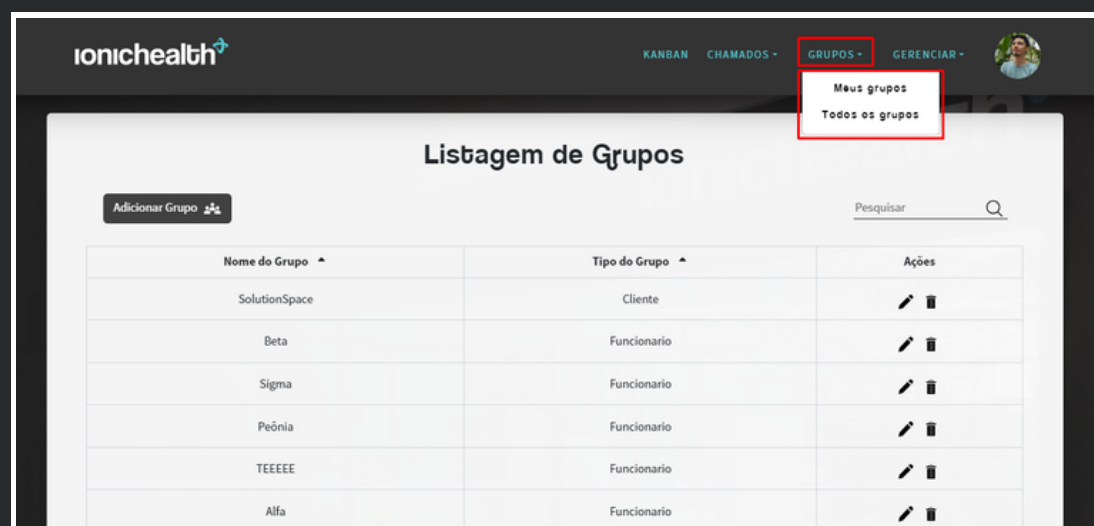 ionichealth
KANBAN CHAMADOS GRUPOS GERENCIAR
Meus grupos
Todos os grupos
Listagem de Grupos
Adicionar Grupo
Pesquisar
Nome do Grupo Tipo do Grupo Ações
SolutionSpace Cliente
Beta Funcionario
Sigma Funcionario
Peônia Funcionario
TEEEEE Funcionario
Alfa Funcionario